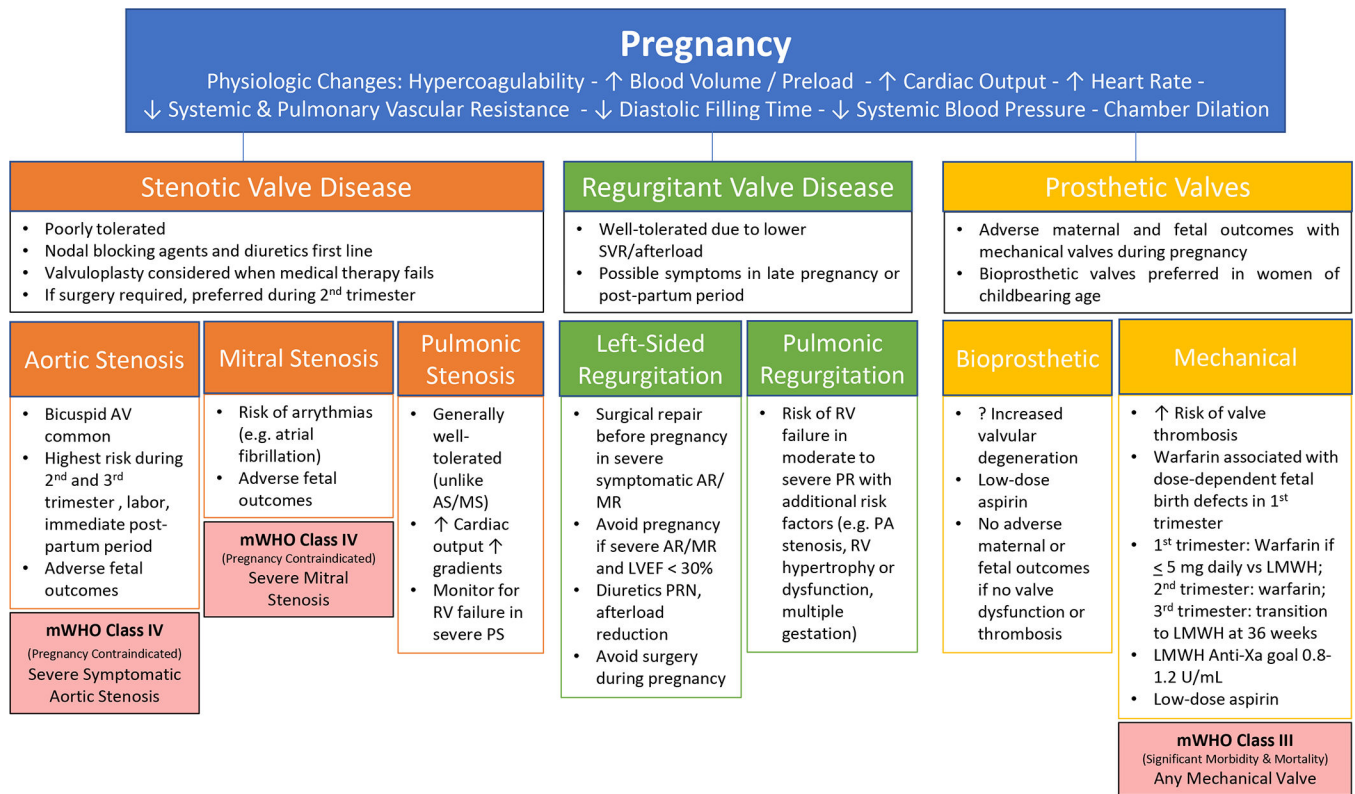 Pregnancy
Physiologic Changes: Hypercoagulability - ↑ Blood Volume / Preload - ↑ Cardiac Output - ↑ Heart Rate -
↓ Systemic & Pulmonary Vascular Resistance - ↓ Diastolic Filling Time - ↓ Systemic Blood Pressure - Chamber Dilation
Stenotic Valve Disease
• Poorly tolerated
• Nodal blocking agents and diuretics first line
• Valvuloplasty considered when medical therapy fails
• If surgery required, preferred during 2nd trimester
Aortic Stenosis
• Bicuspid AV
common
• Highest risk during
2nd and 3rd
trimester , labor,
immediate post-
partum period
• Adverse fetal
outcomes
mWHO Class IV
(Pregnancy Contraindicated)
Severe Symptomatic
Aortic Stenosis
Mitral Stenosis
• Risk of arrythmias
(e.g. atrial
fibrillation)
• Adverse fetal
outcomes
mWHO Class IV
(Pregnancy Contraindicated)
Severe Mitral
Stenosis
Pulmonic
Stenosis
• Generally
well-
tolerated
(unlike
AS/MS)
• ↑ Cardiac
output ↑
gradients
• Monitor for
RV failure in
severe PS
Regurgitant Valve Disease
• Well-tolerated due to lower
SVR/afterload
• Possible symptoms in late pregnancy or
post-partum period
Left-Sided
Regurgitation
• Surgical repair
before pregnancy
in severe
symptomatic AR/
MR
• Avoid pregnancy
if severe AR/MR
and LVEF < 30%
• Diuretics PRN,
afterload
reduction
• Avoid surgery
during pregnancy
Pulmonic
Regurgitation
• Risk of RV
failure in
moderate to
severe PR with
additional risk
factors (e.g. PA
stenosis, RV
hypertrophy or
dysfunction,
multiple
gestation)
Prosthetic Valves
• Adverse maternal and fetal outcomes with
mechanical valves during pregnancy
• Bioprosthetic valves preferred in women of
childbearing age
Bioprosthetic
• ? Increased
valvular
degeneration
• Low-dose
aspirin
• No adverse
maternal or
fetal outcomes
if no valve
dysfunction or
thrombosis
Mechanical
• ↑ Risk of valve
thrombosis
• Warfarin associated with
dose-dependent fetal
birth defects in 1st
trimester
• 1st trimester: Warfarin if
≤ 5 mg daily vs LMWH;
2nd trimester: warfarin;
3rd trimester: transition
to LMWH at 36 weeks
• LMWH Anti-Xa goal 0.8-
1.2 U/mL
• Low-dose aspirin
mWHO Class III
(Significant Morbidity & Mortality)
Any Mechanical Valve